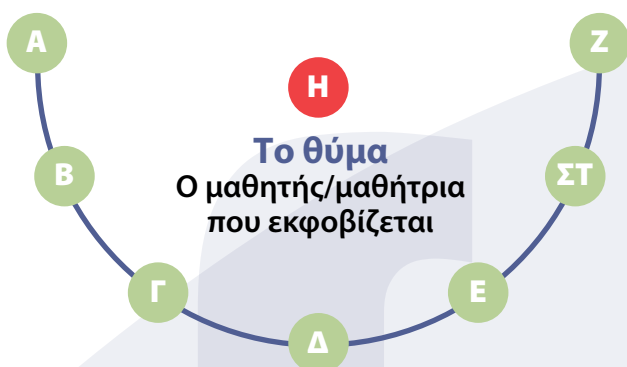 Α
Ζ
Η
Το θύμα
Β
Ο μαθητής/μαθήτρια
ΣΤ
που εκφοβίζεται
Γ
Ε
Δ